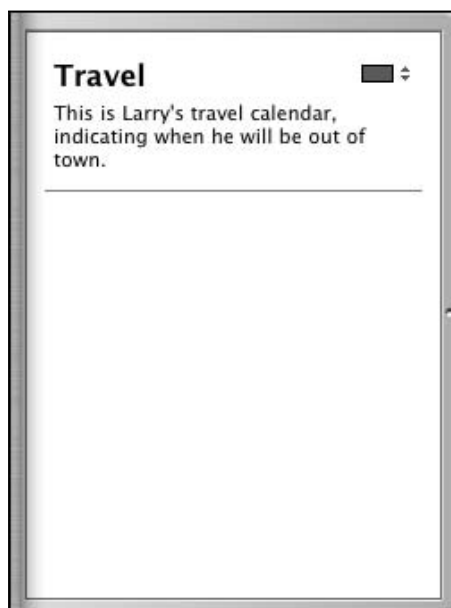 Travel
This is Larry's travel calendar,
indicating when he will be out of
town.